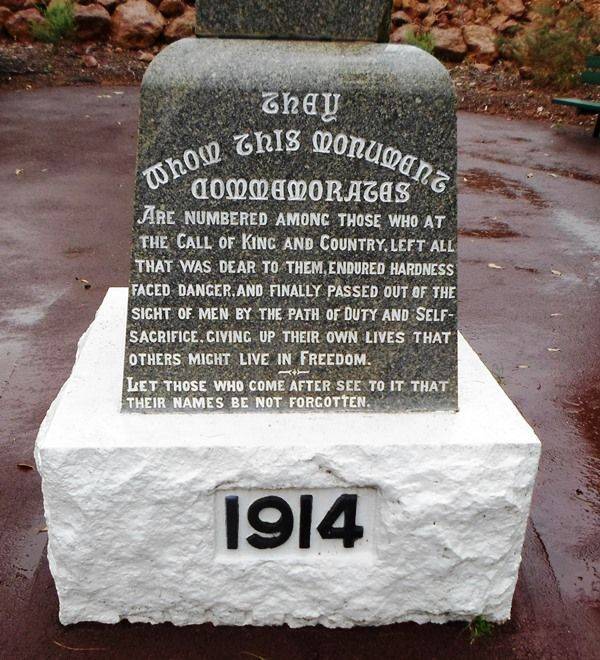 THEY
WHOM THIS MONUMENT
COMMEMORATES
ARE NUMBERED AMONG THOSE WHO AT
THE CALL OF KING AND COUNTRY, LEFT ALL
THAT WAS DEAR TO THEM, ENDURED HARDNESS
FACED DANGER, AND FINALLY PASSED OUT OF THE
SIGHT OF MEN BY THE PATH OF DUTY AND SELF-
SACRIFICE. GIVING UP THEIR OWN LIVES THAT
OTHERS MIGHT LIVE IN FREEDOM.
LET THOSE WHO COME AFTER SEE TO IT THAT
THEIR NAMES BE NOT FORGOTTEN.
1914